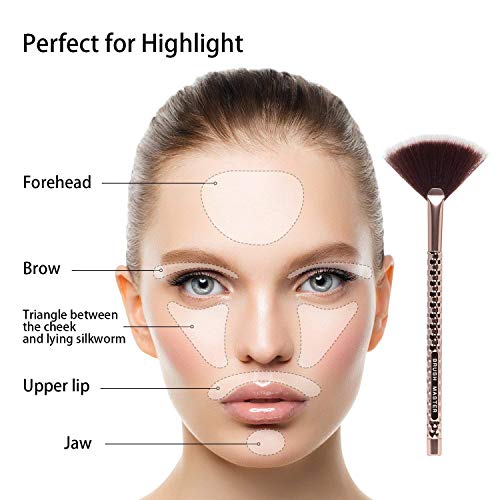 Perfect for Highlight
Forehead
Brow
Triangle between
the cheek
and lying silkworm
Upper lip
Jaw
BRUSH MASTER